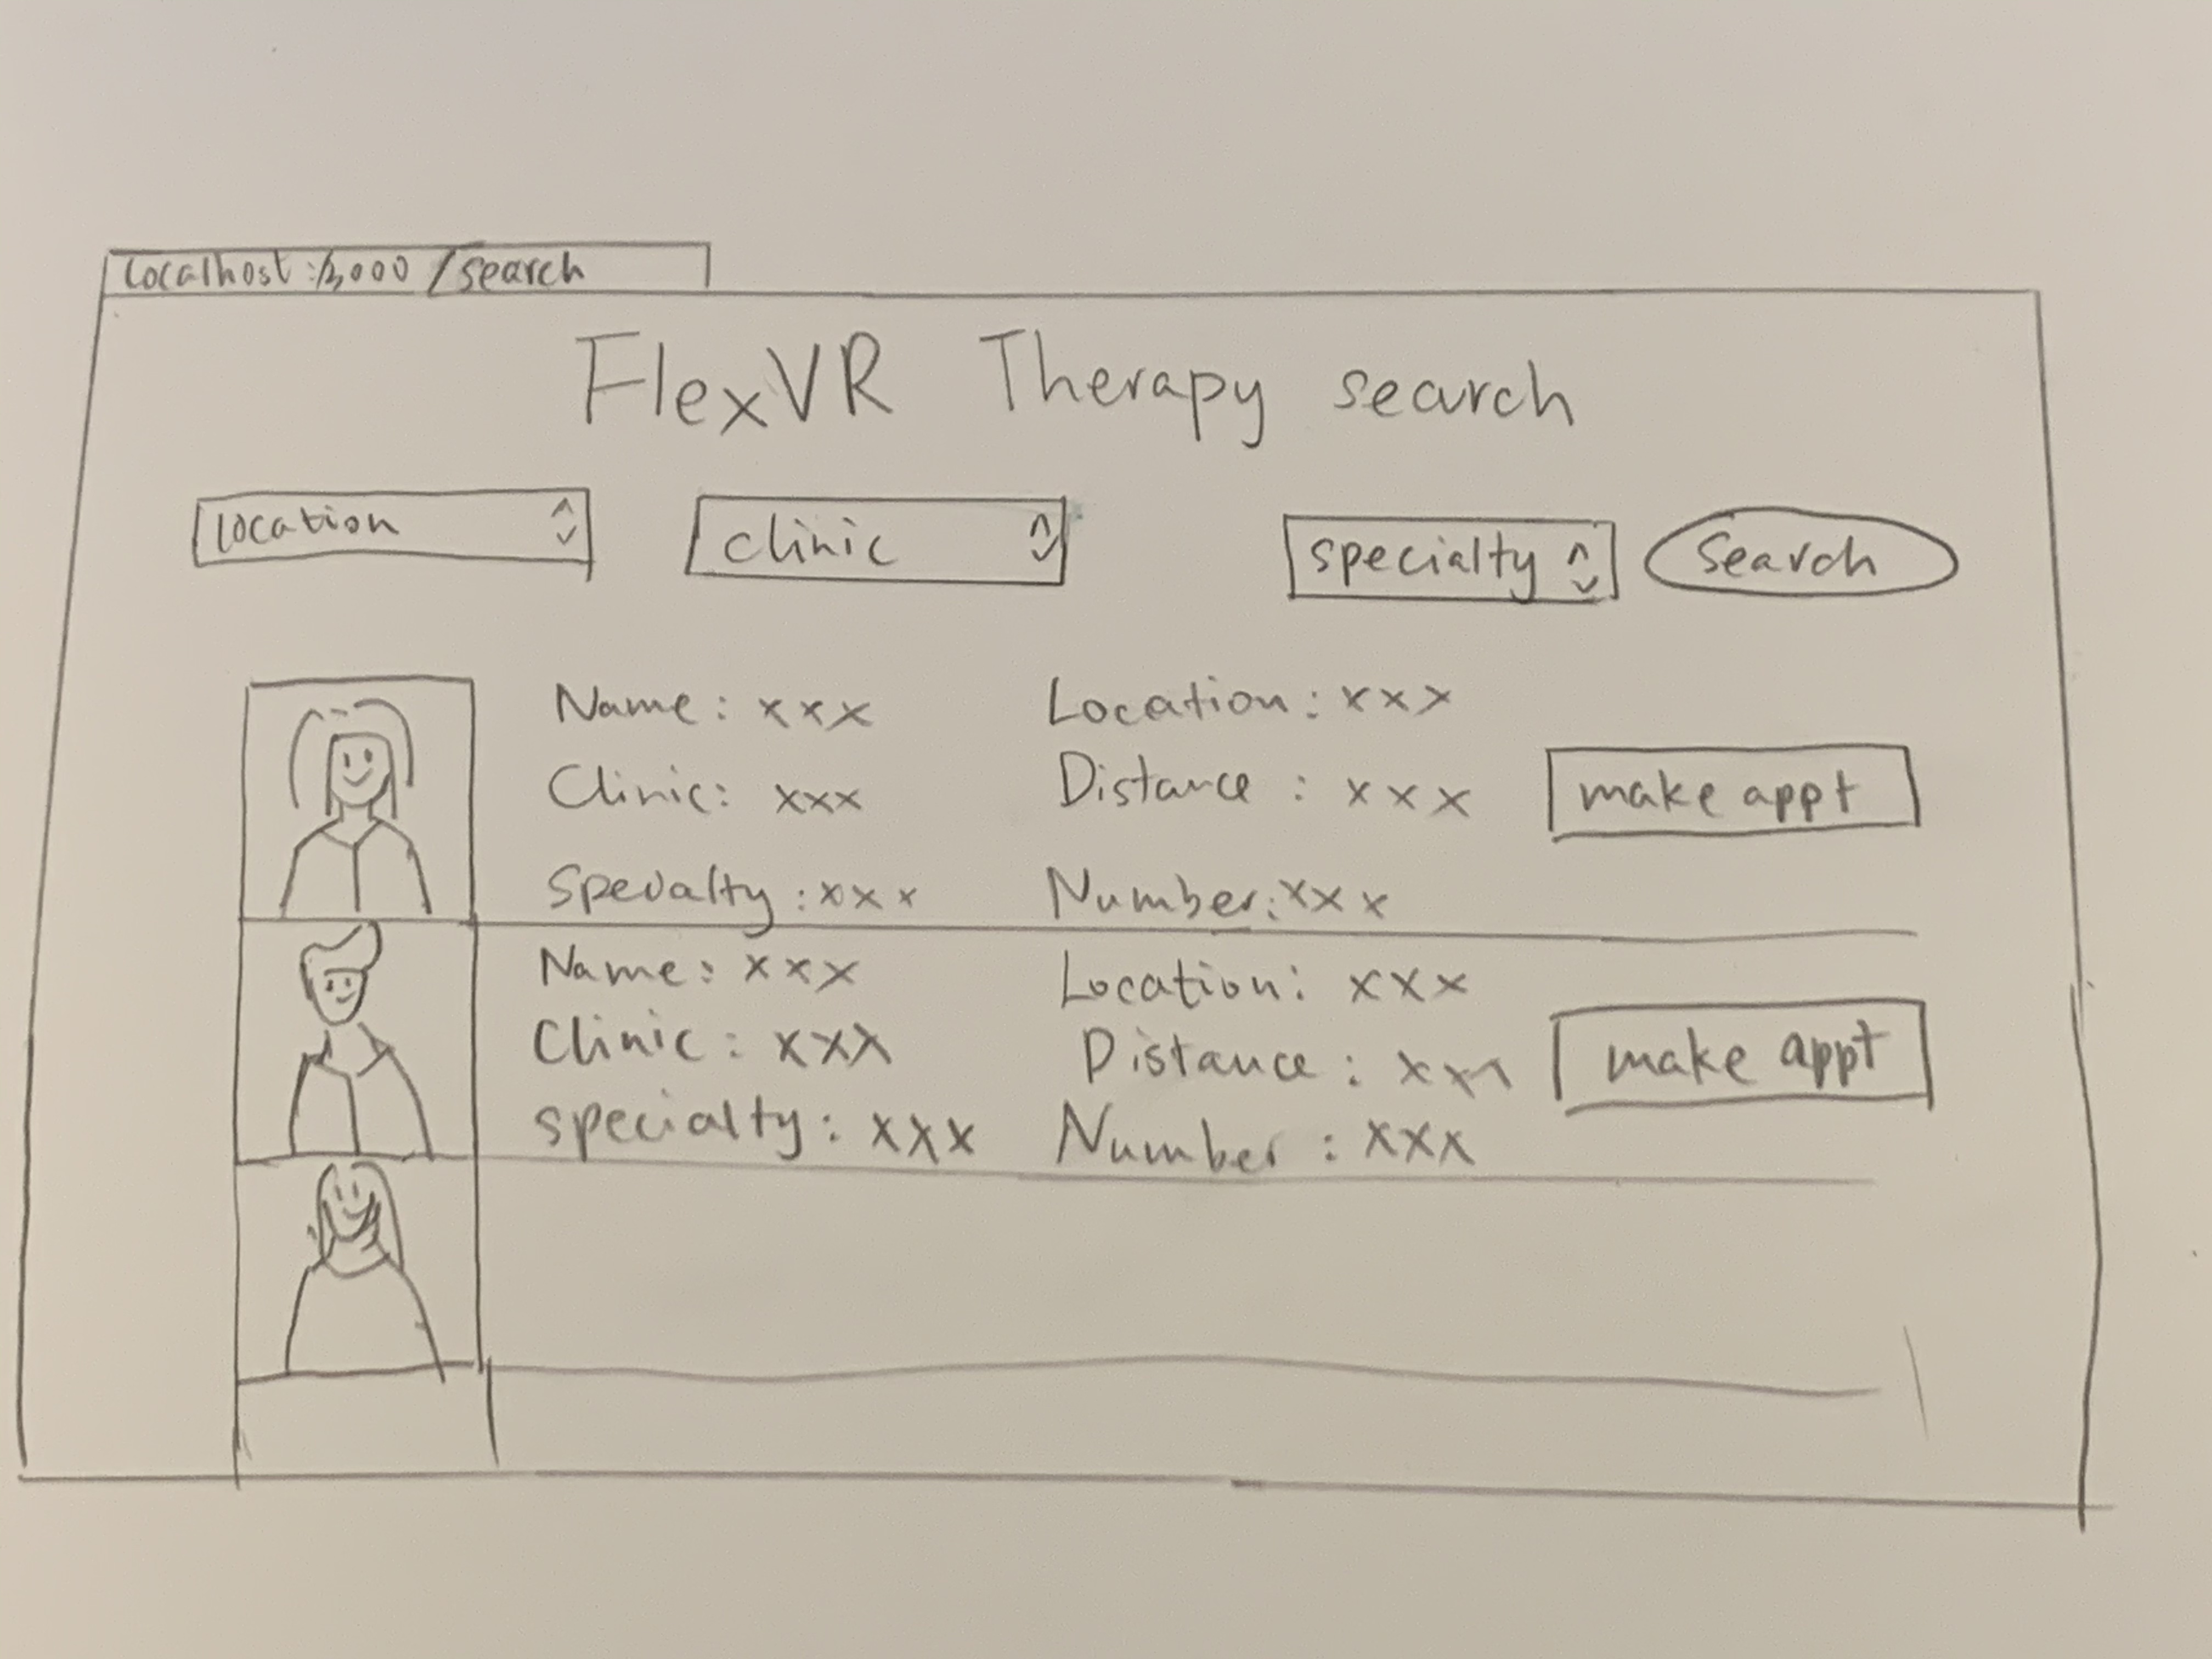 localhost:/3000/search
FlexVR Therapy search
location clinic specialty Search
Name: xxx Location: xxx
Clinic: xxx Distance: xxx make appt
Specialty: xxx Number: xxx
Name: xxx Location: xxx
Clinic: xxx Distance: xxx make appt
specialty: xxx Number: xxx